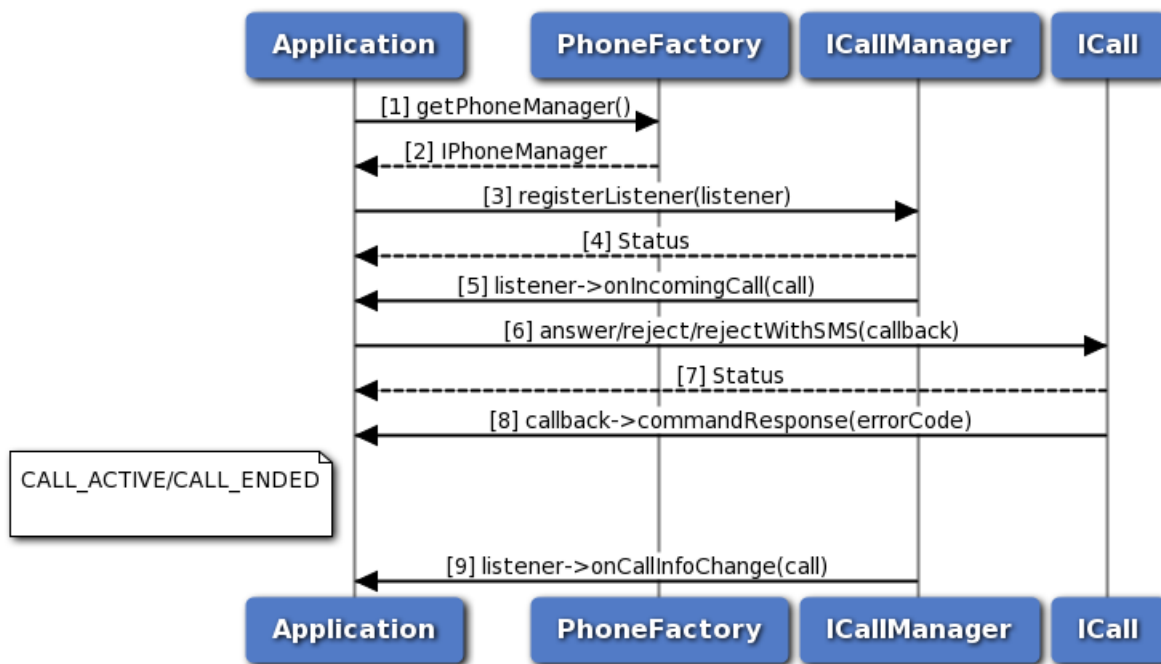 Application PhoneFactory ICallManager ICall
[1] getPhoneManager()
[2] IPhoneManager
[3] registerListener(listener)
[4] Status
[5] listener->onIncomingCall(call)
[6] answer/reject/rejectWithSMS(callback)
[7] Status
[8] callback->commandResponse(errorCode)
CALL_ACTIVE/CALL_ENDED
[9] listener->onCallInfoChange(call)
Application PhoneFactory ICallManager ICall